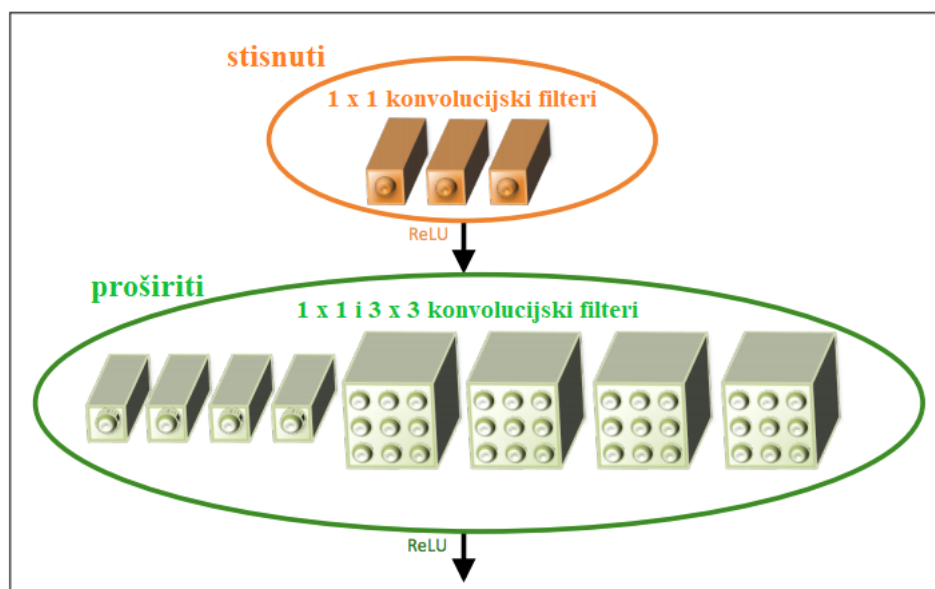 stisnuti
1 x 1 konvolucijski filteri
ReLU
proširiti
1 x 1 i 3 x 3 konvolucijski filteri
ReLU